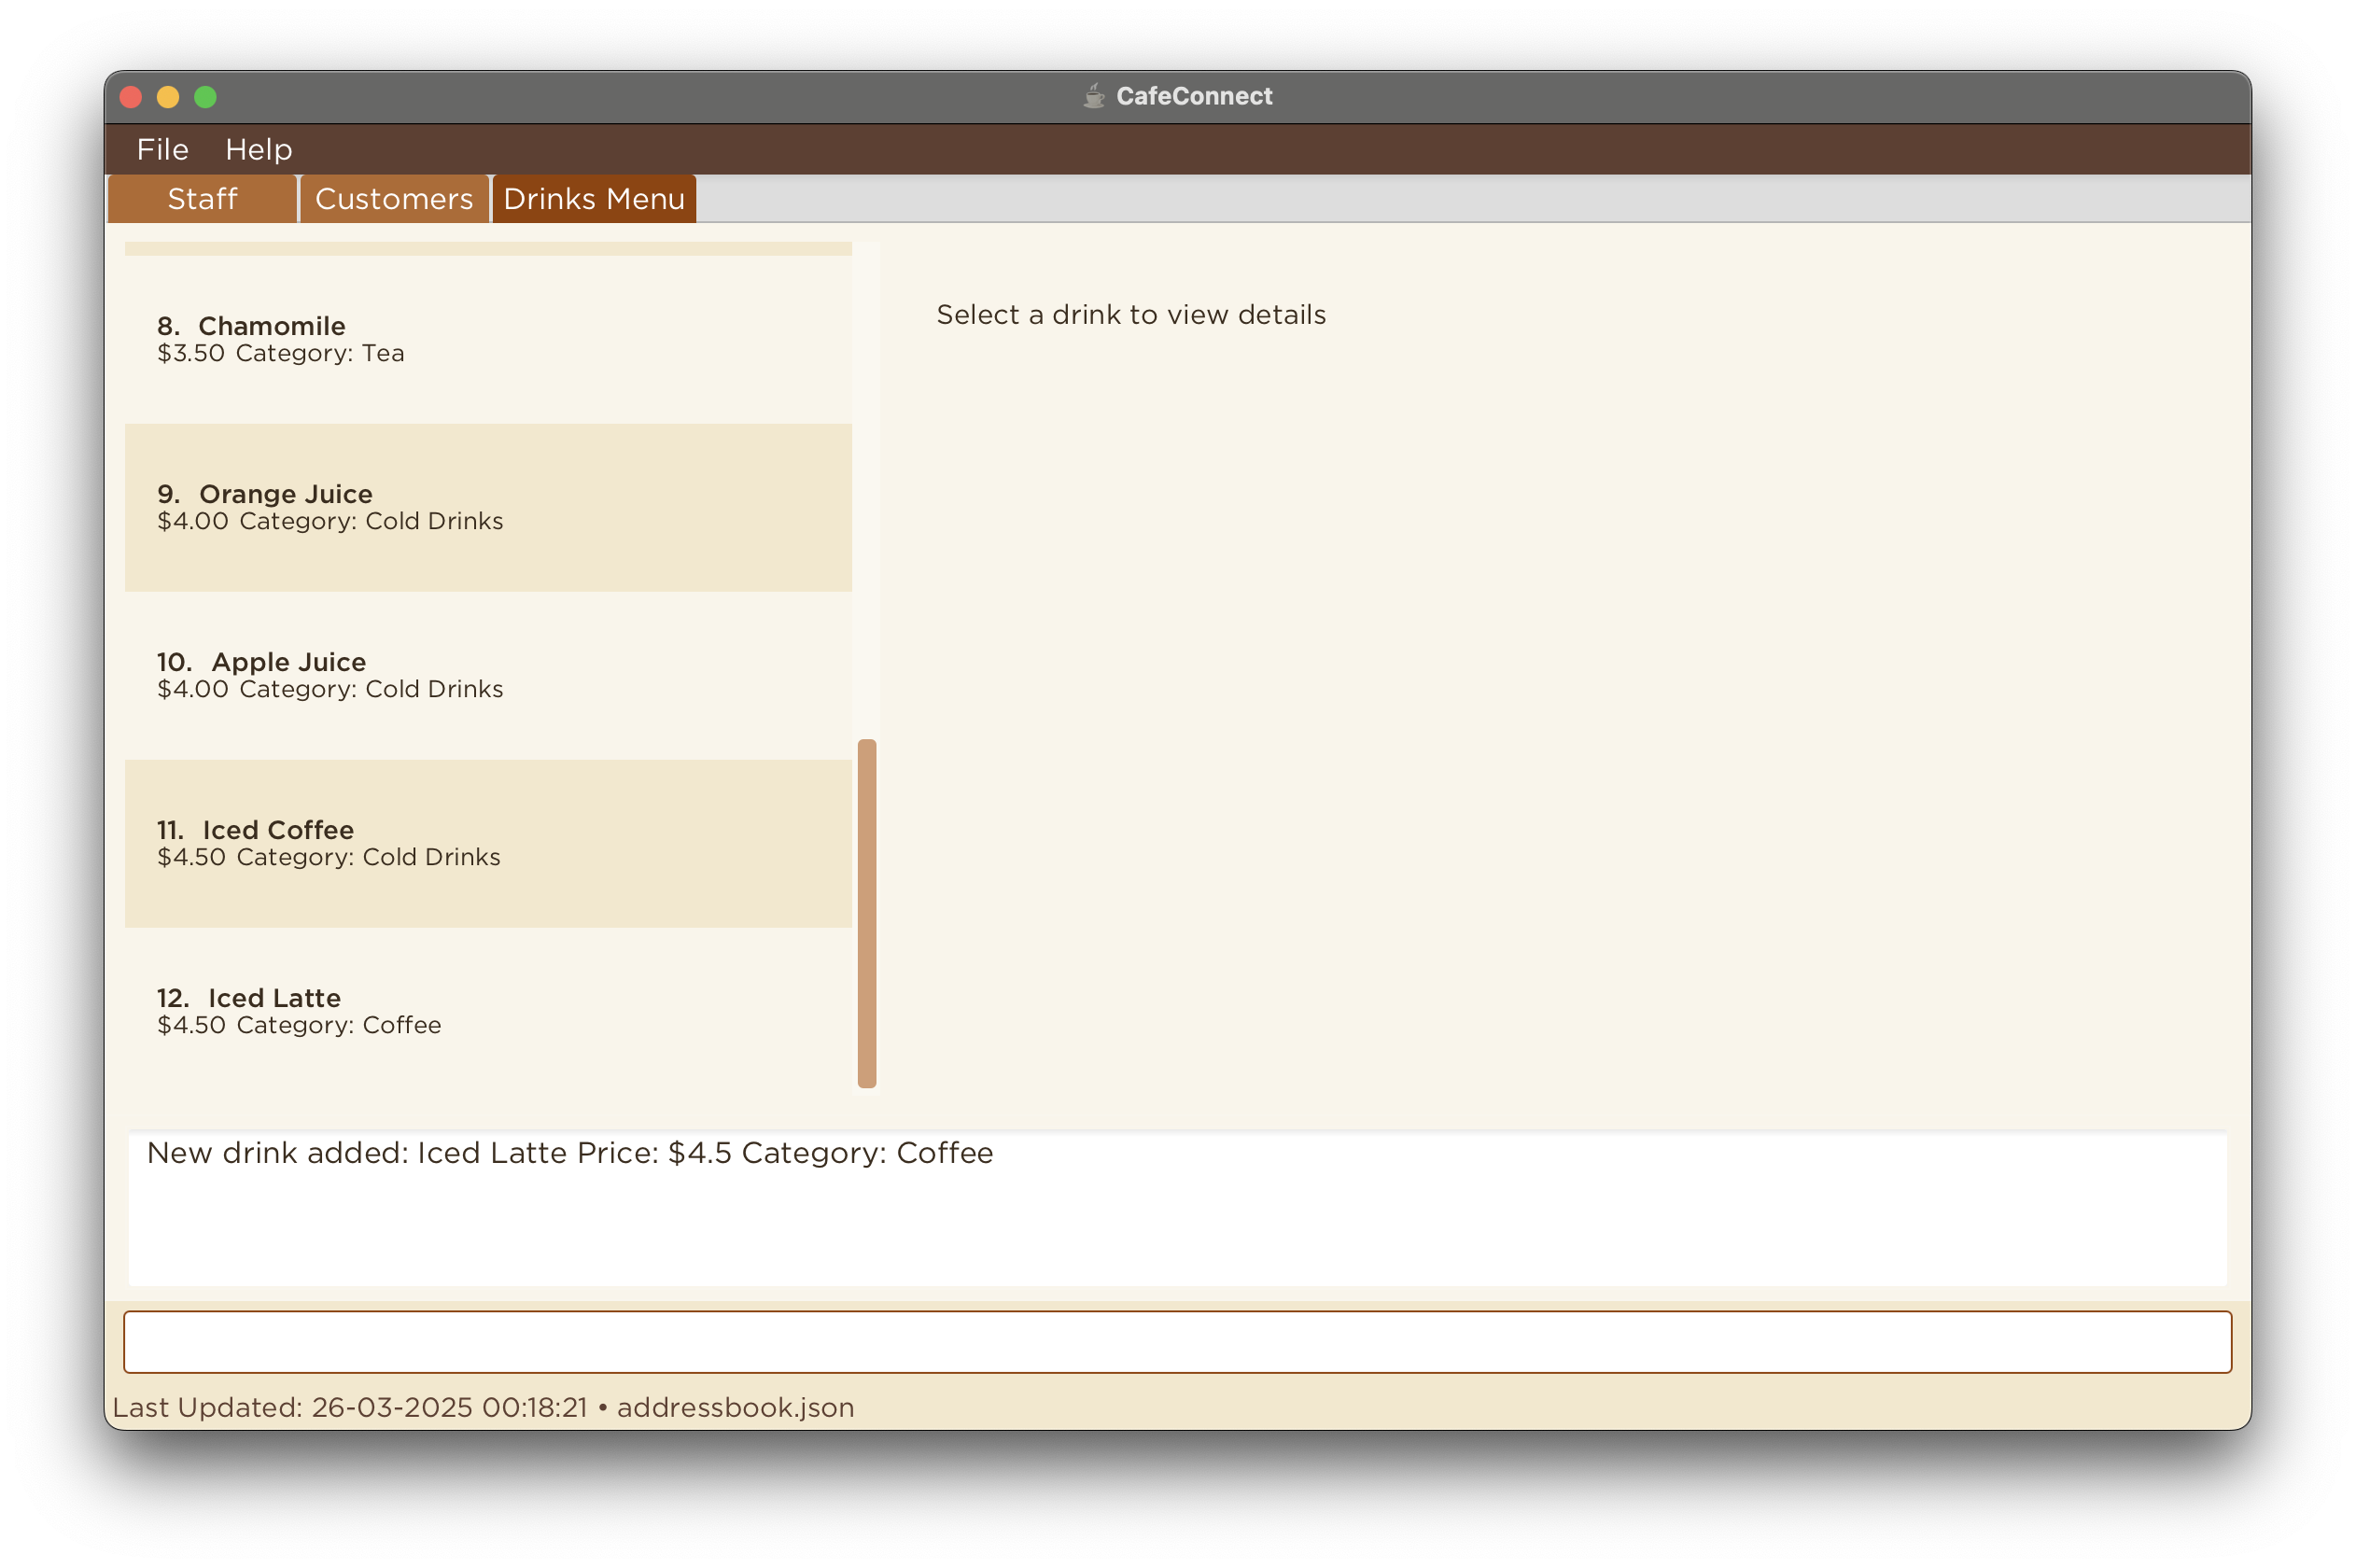 CafeConnect
File Help
Staff Customers Drinks Menu
8. Chamomile
$3.50 Category: Tea
9. Orange Juice
$4.00 Category: Cold Drinks
10. Apple Juice
$4.00 Category: Cold Drinks
11. Iced Coffee
$4.50 Category: Cold Drinks
12. Iced Latte
$4.50 Category: Coffee
Select a drink to view details
New drink added: Iced Latte Price: $4.5 Category: Coffee
Last Updated: 26-03-2025 00:18:21 • addressbook.json